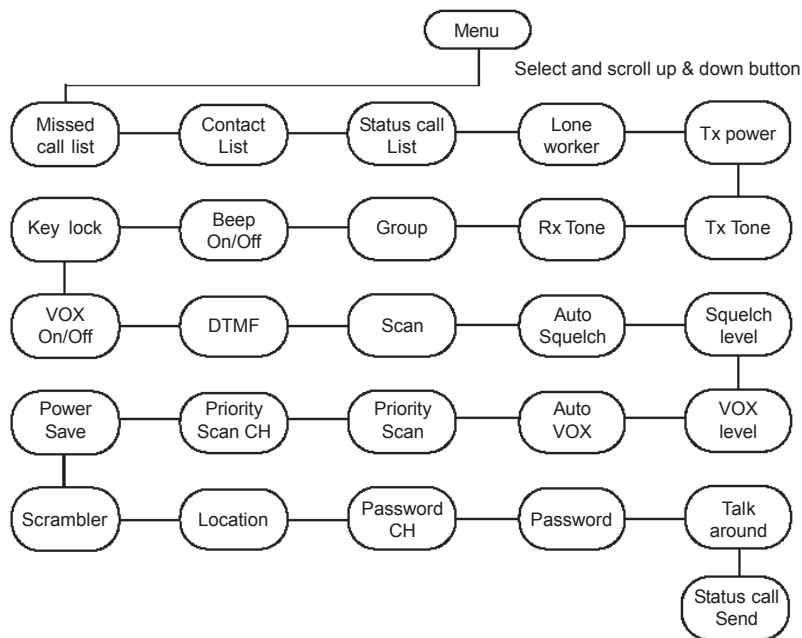 Menu
Select and scroll up & down button
Missed
call list
Contact
List
Status call
List
Lone
worker
Tx power
Key lock
Beep
On/Off
Group
Rx Tone
Tx Tone
VOX
On/Off
DTMF
Scan
Auto
Squelch
Squelch
level
Power
Save
Priority
Scan CH
Priority
Scan
Auto
VOX
VOX
level
Scrambler
Location
Password
CH
Password
Talk
around
Status call
Send